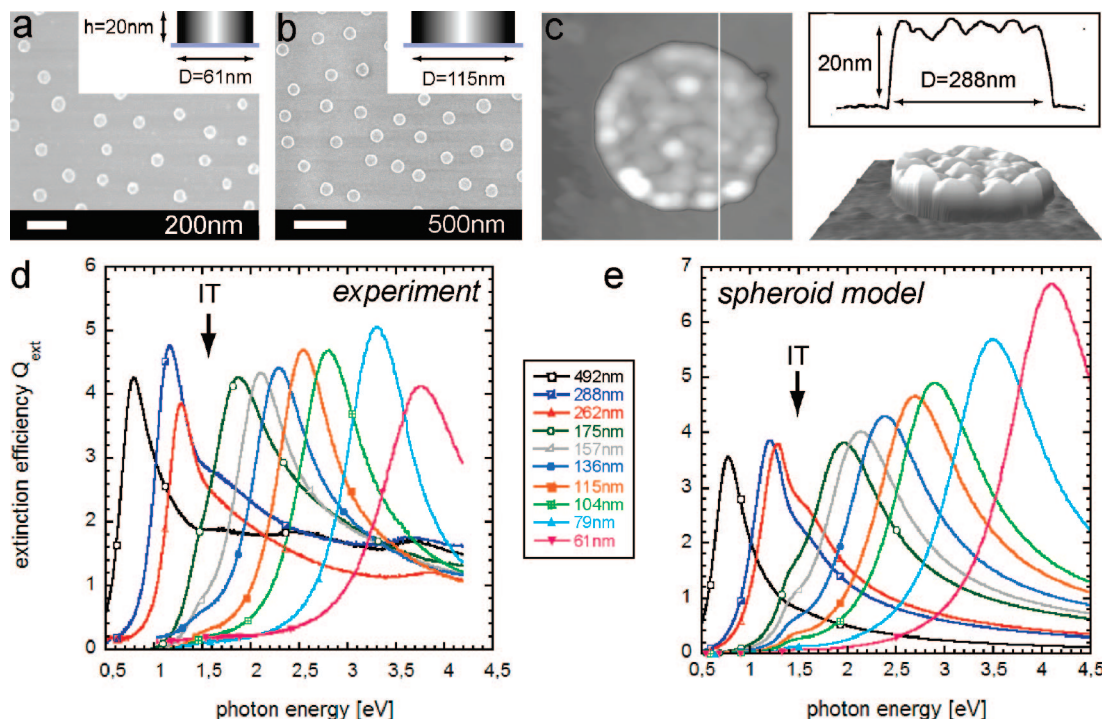 a
h=20nm
D=61nm
200nm
b
D=115nm
500nm
c
20nm
D=288nm
d
experiment
IT
extinction efficiency Q_ext
6
5
4
3
2
1
0
0,5 1 1,5 2 2,5 3 3,5 4 4,5
photon energy [eV]
492nm
288nm
262nm
175nm
157nm
136nm
115nm
104nm
79nm
61nm
e
spheroid model
IT
7
6
5
4
3
2
1
0
0,5 1 1,5 2 2,5 3 3,5 4 4,5
photon energy [eV]